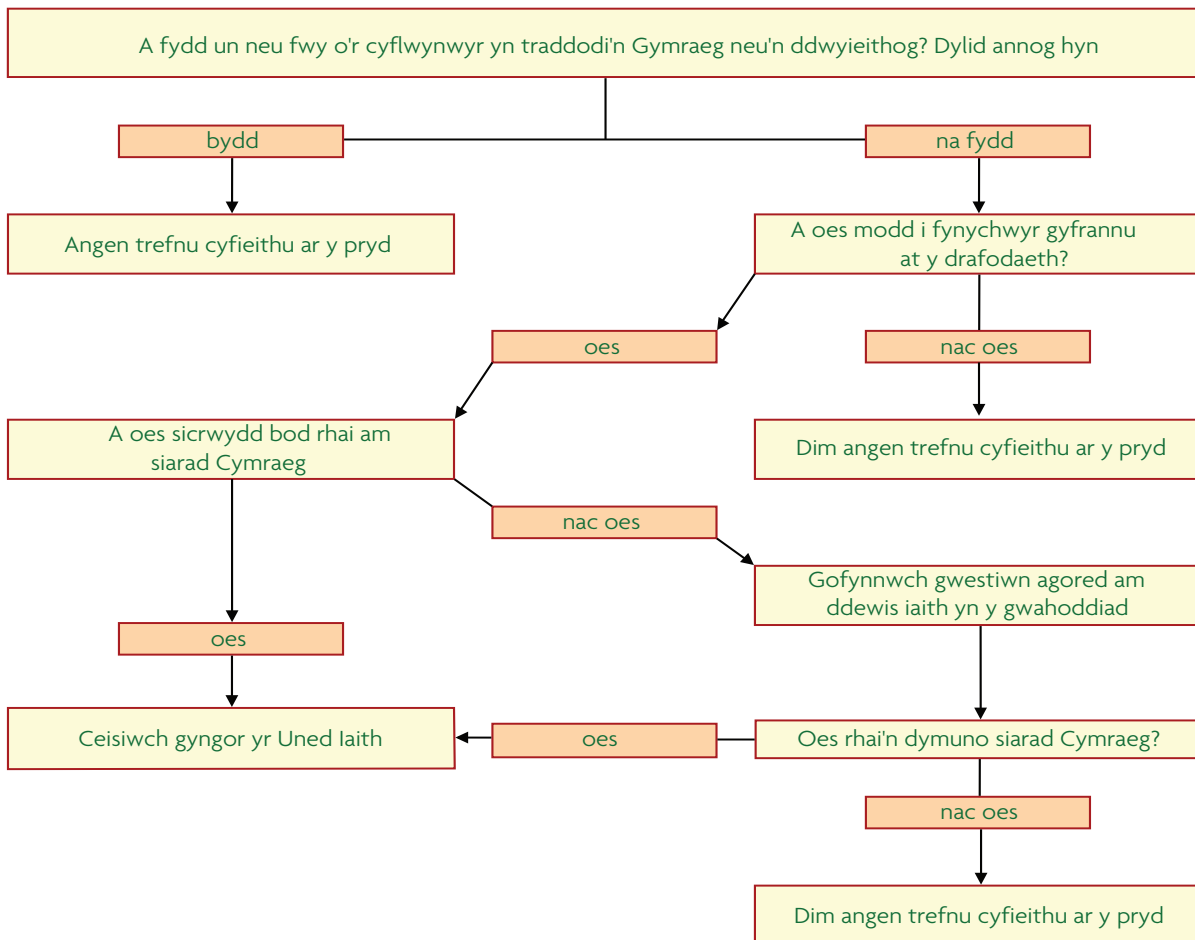 A fydd un neu fwy o'r cyflwynwyr yn traddodi'n Gymraeg neu'n ddwyieithog? Dylid annog hyn
bydd
na fydd
Angen trefnu cyfieithu ar y pryd
A oes modd i fynychwyr gyfrannu
at y drafodaeth?
oes
nac oes
A oes sicrwydd bod rhai am
siarad Cymraeg
Dim angen trefnu cyfieithu ar y pryd
nac oes
Gofynnwch gwestiwn agored am
ddewis iaith yn y gwahoddiad
oes
Ceisiwch gyngor yr Uned Iaith
oes
Oes rhai'n dymuno siarad Cymraeg?
nac oes
Dim angen trefnu cyfieithu ar y pryd